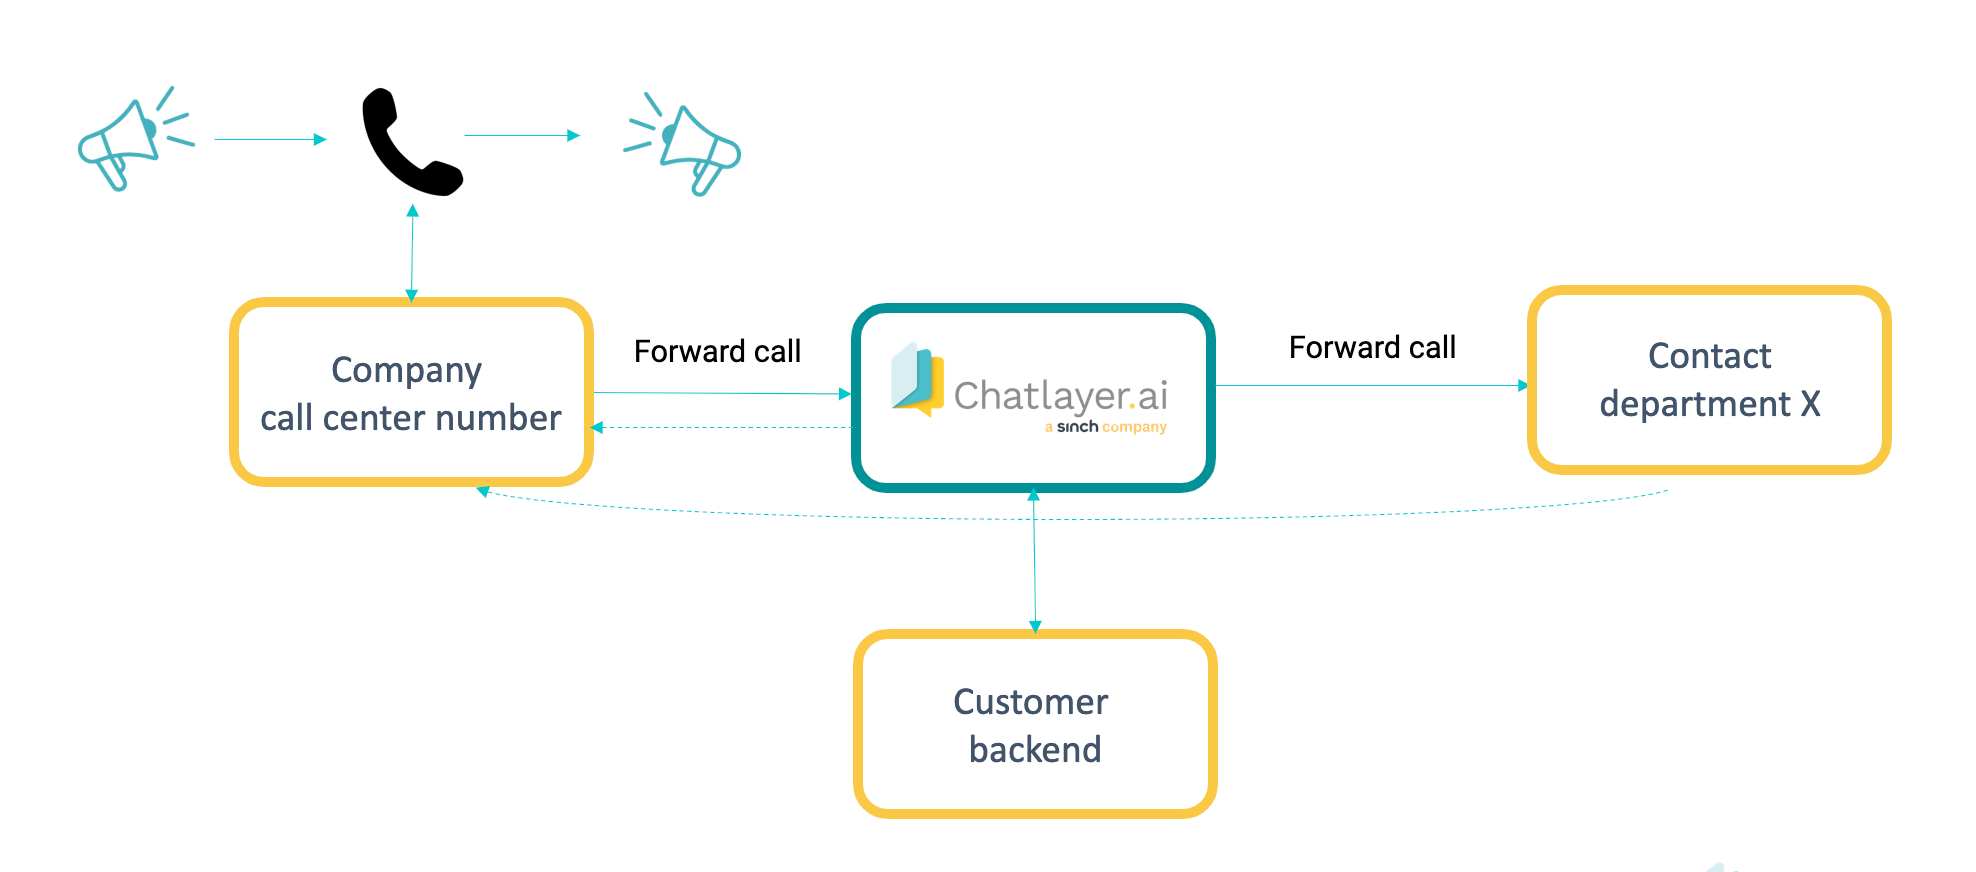 Forward call
Forward call
Company
call center number
Chatlayer.ai
a sinch company
Contact
department X
Customer
backend